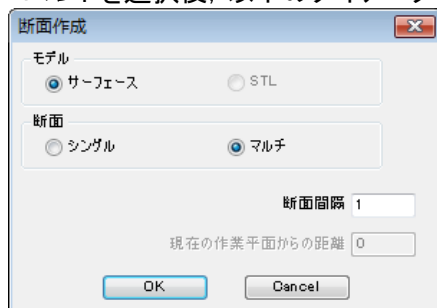 断面作成
モデル
サーフェース
STL
断面
シングル
マルチ
断面間隔 1
現在の作業平面からの距離 0
OK
Cancel